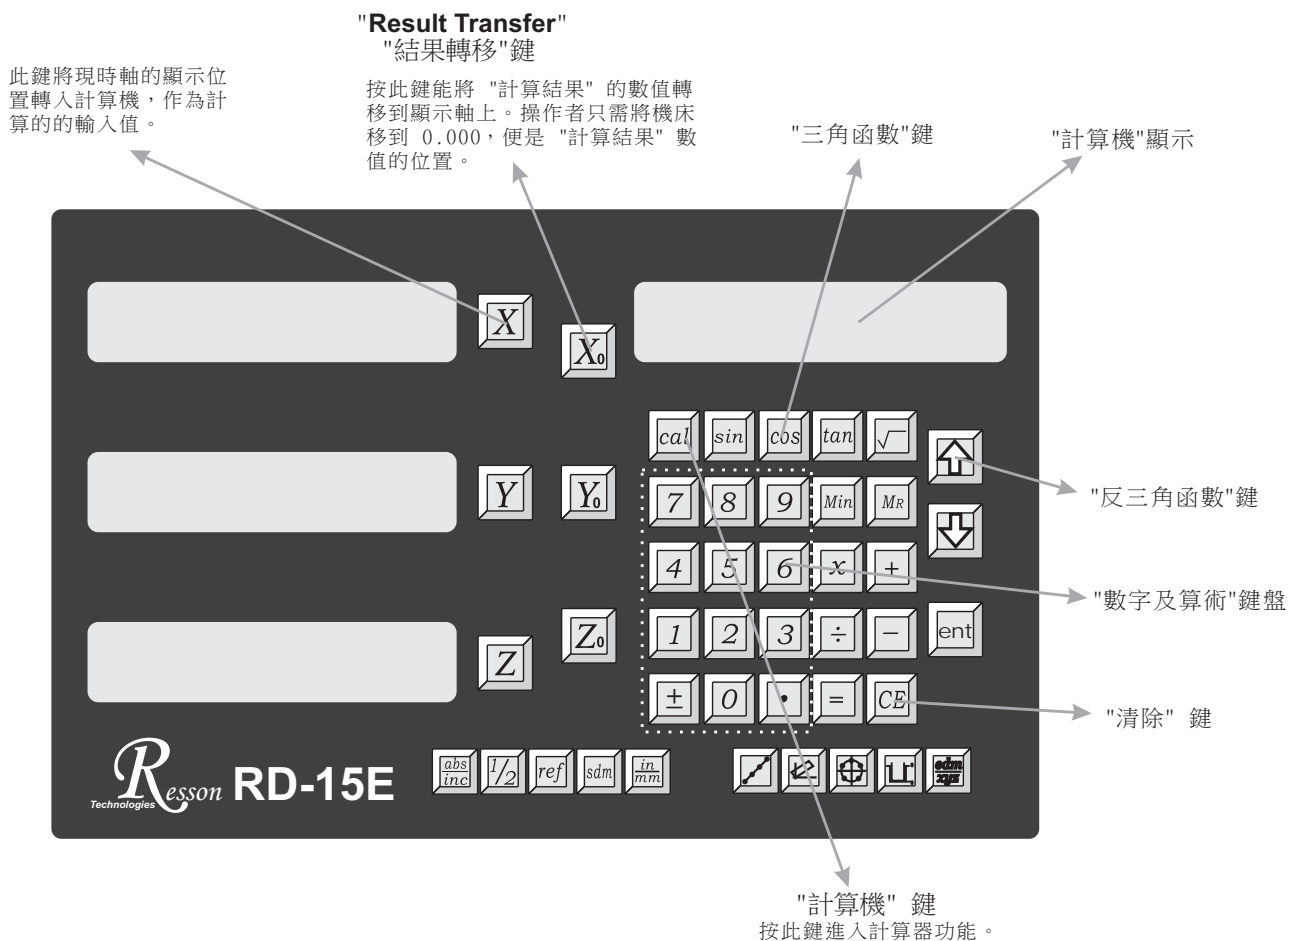 "Result Transfer"
"結果轉移"鍵
此鍵將現時軸的顯示位
置轉入計算機，作為計
算的的輸入值。
按此鍵能將 "計算結果" 的數值轉
移到顯示軸上。操作者只需將機床
移到 0.000，便是 "計算結果" 數
值的位置。
"三角函數"鍵
"計算機"顯示
X
X0
cal sin cos tan √
"反三角函數"鍵
Y Y0
7 8 9 Min MR
4 5 6 x +
"數字及算術"鍵盤
Z Z0
1 2 3 ÷ − ent
± 0 . = CE
"清除" 鍵
Resson Technologies RD-15E
abs
inc
1/2 ref sdm
in
mm
edm
xyz
"計算機" 鍵
按此鍵進入計算器功能。